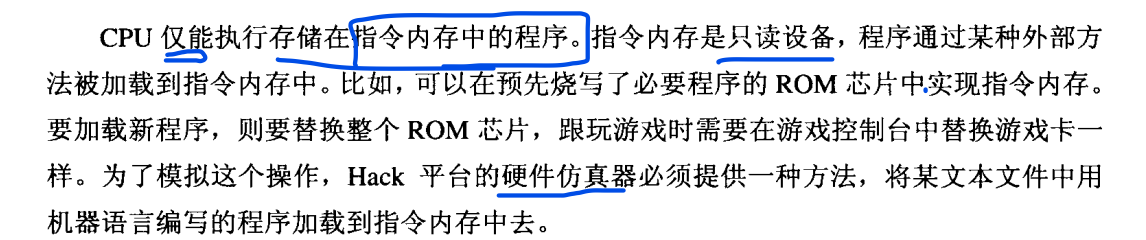 CPU 仅能执行存储在指令内存中的程序。指令内存是只读设备，程序通过某种外部方
法被加载到指令内存中。比如，可以在预先烧写了必要程序的 ROM 芯片中实现指令内存。
要加载新程序，则要替换整个 ROM 芯片，跟玩游戏时需要在游戏控制台中替换游戏卡一
样。为了模拟这个操作，Hack 平台的硬件仿真器必须提供一种方法，将某文本文件中用
机器语言编写的程序加载到指令内存中去。